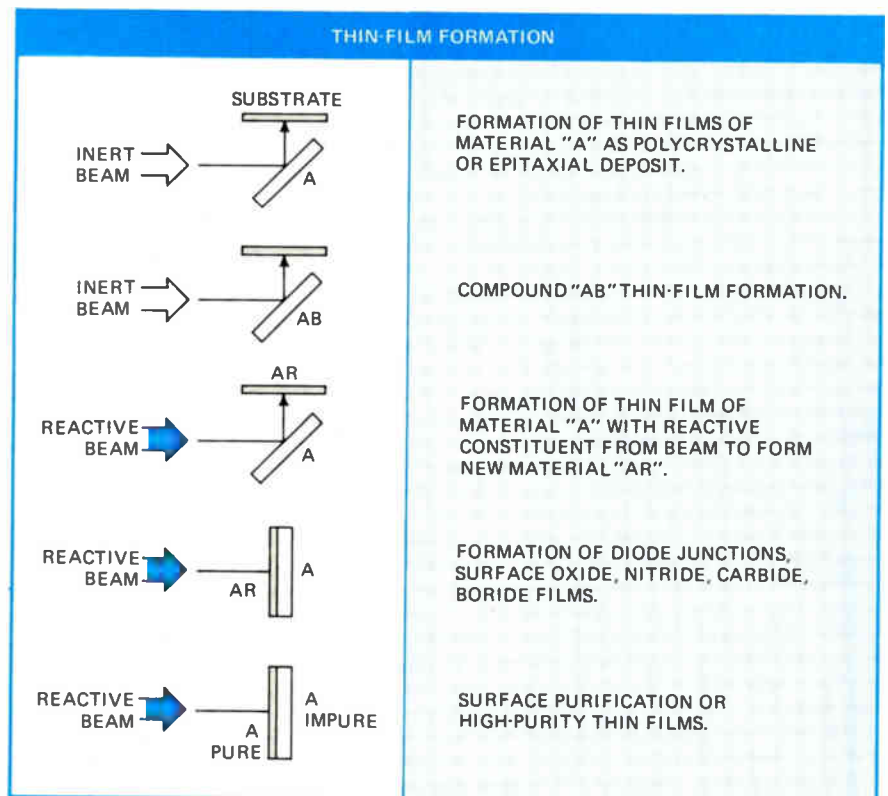 THIN-FILM FORMATION
SUBSTRATE
INERT
BEAM
A
FORMATION OF THIN FILMS OF
MATERIAL "A" AS POLYCRYSTALLINE
OR EPITAXIAL DEPOSIT.
INERT
BEAM
AB
COMPOUND "AB" THIN-FILM FORMATION.
AR
REACTIVE
BEAM
A
FORMATION OF THIN FILM OF
MATERIAL "A" WITH REACTIVE
CONSTITUENT FROM BEAM TO FORM
NEW MATERIAL "AR".
REACTIVE
BEAM
AR
A
FORMATION OF DIODE JUNCTIONS,
SURFACE OXIDE, NITRIDE, CARBIDE,
BORIDE FILMS.
REACTIVE
BEAM
A
PURE
A
IMPURE
SURFACE PURIFICATION OR
HIGH-PURITY THIN FILMS.